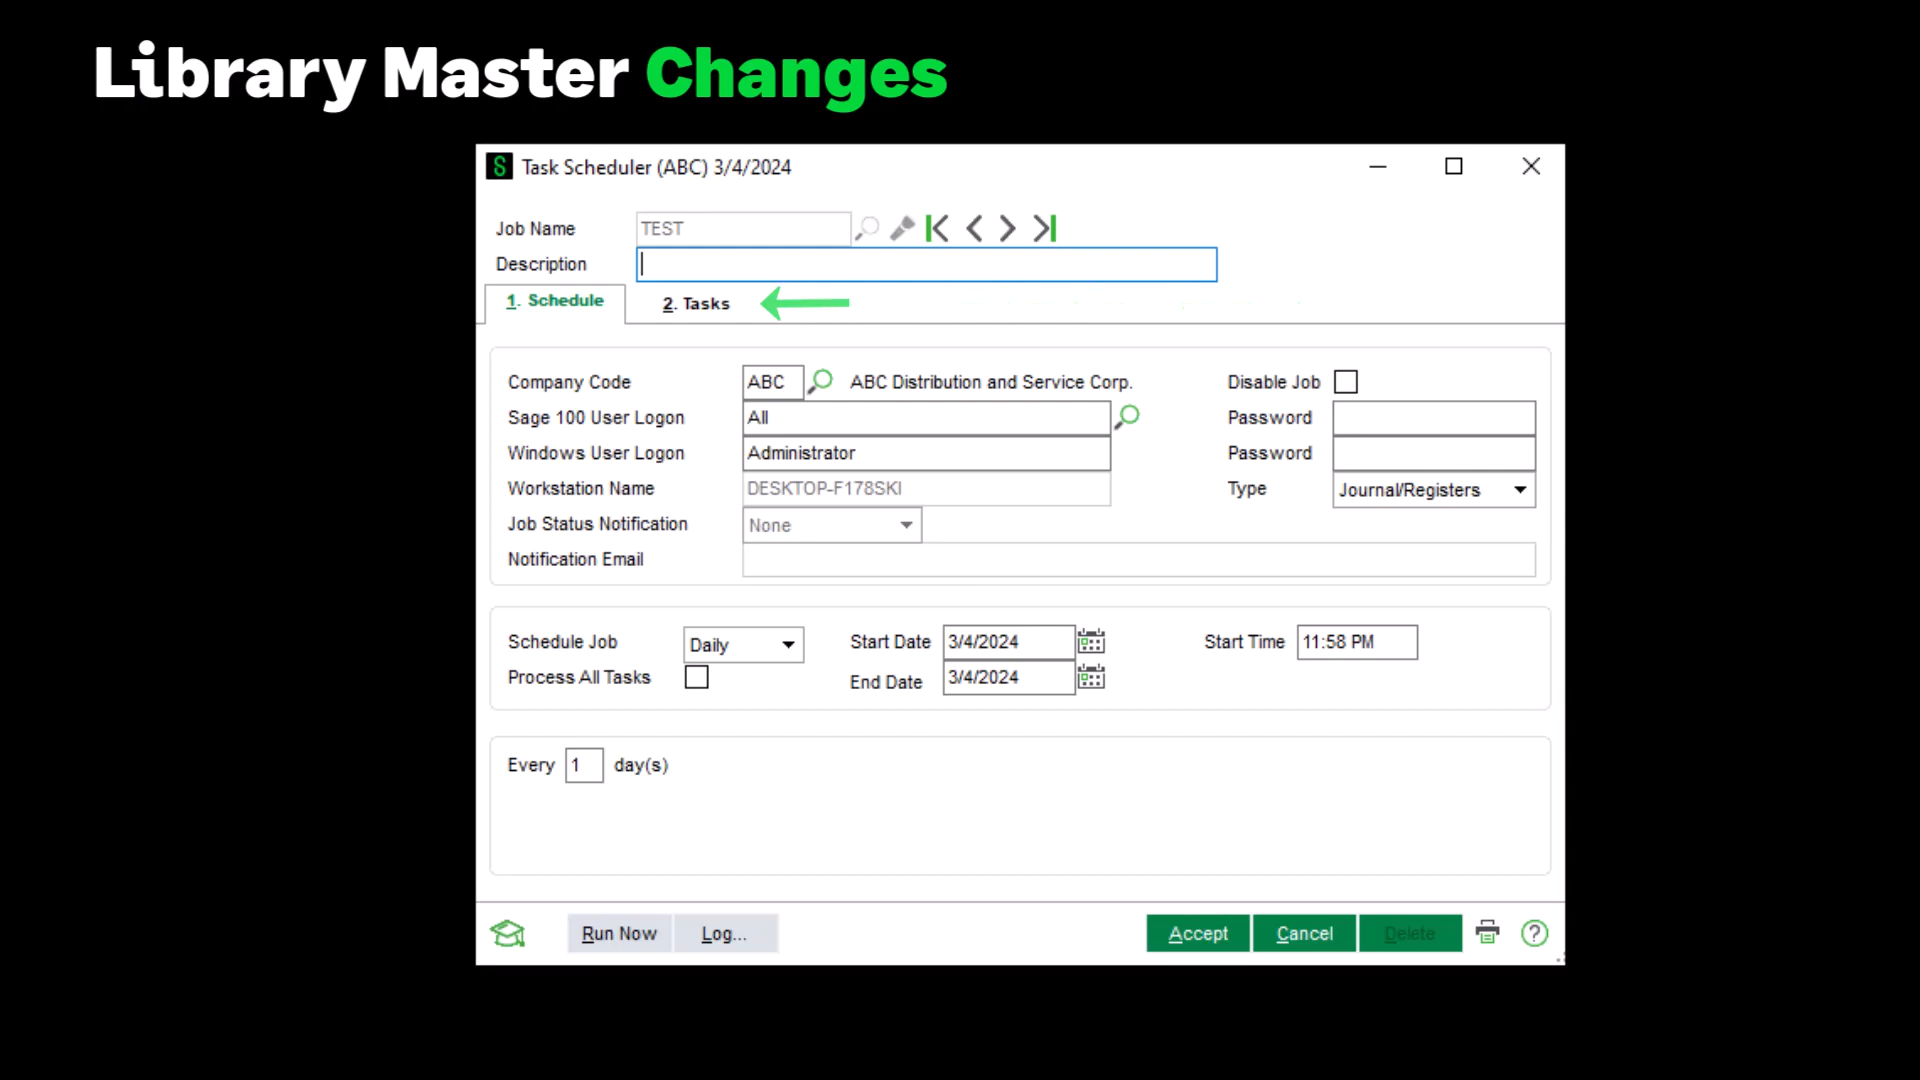 Library Master Changes
Task Scheduler (ABC) 3/4/2024
Job Name TEST
Description
1. Schedule 2. Tasks
Company Code ABC ABC Distribution and Service Corp. Disable Job
Sage 100 User Logon All Password
Windows User Logon Administrator Password
Workstation Name DESKTOP-F178SKI Type Journal/Registers
Job Status Notification None
Notification Email
Schedule Job Daily Start Date 3/4/2024 Start Time 11:58 PM
Process All Tasks End Date 3/4/2024
Every 1 day(s)
Run Now Log... Accept Cancel Delete